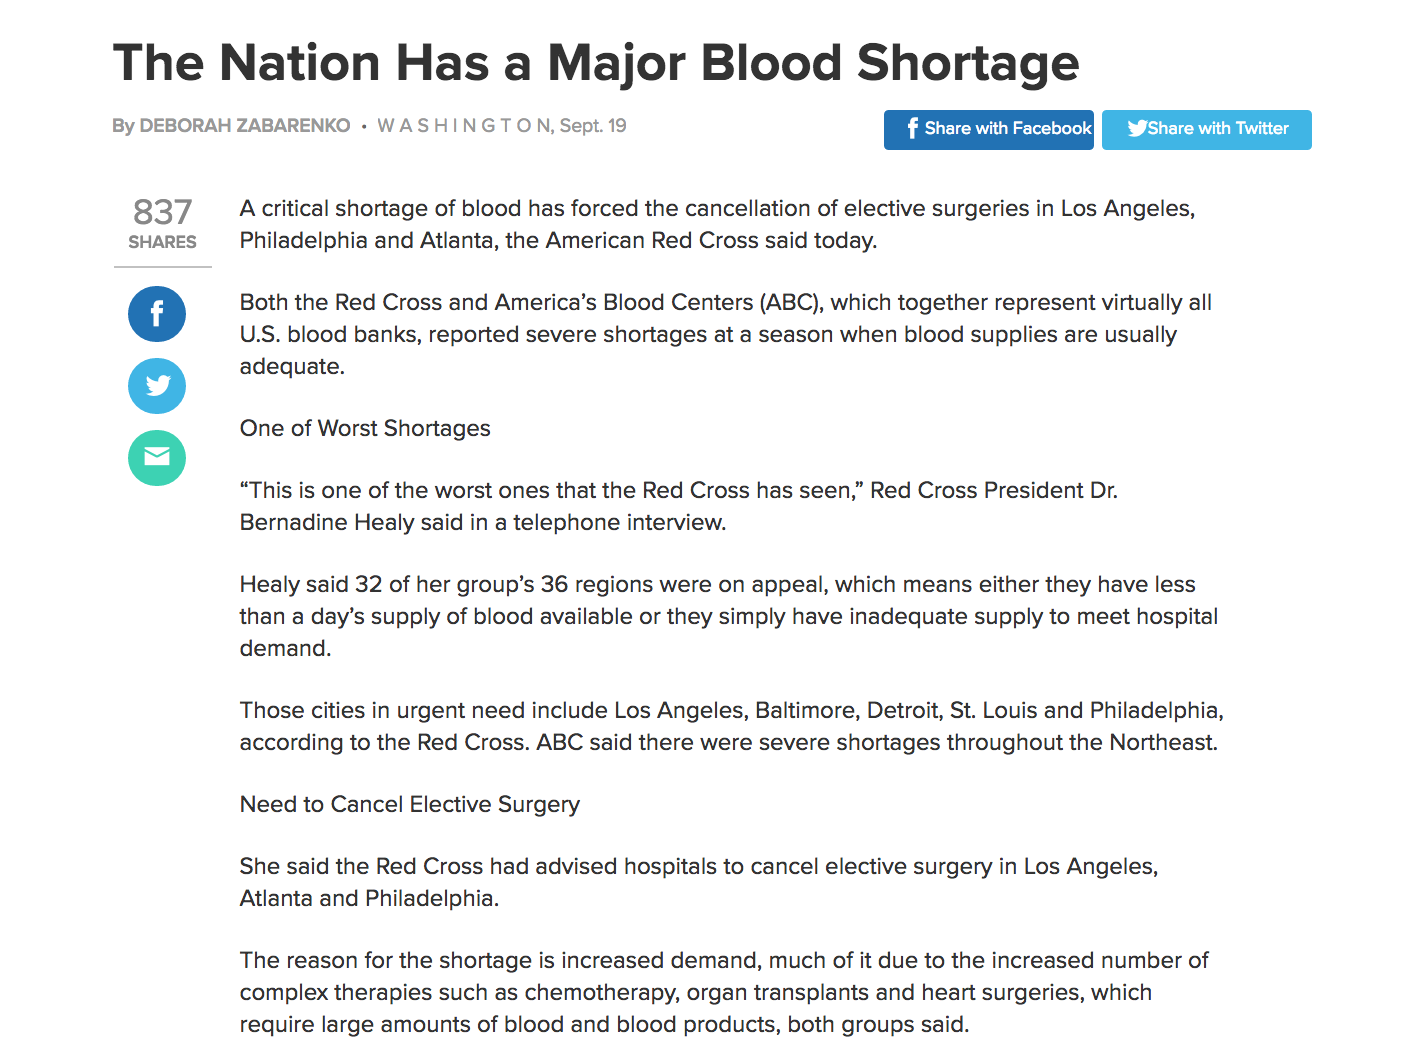 The Nation Has a Major Blood Shortage
By DEBORAH ZABARENKO • W A S H I N G T O N, Sept. 19
Share with Facebook
Share with Twitter
837
SHARES
A critical shortage of blood has forced the cancellation of elective surgeries in Los Angeles,
Philadelphia and Atlanta, the American Red Cross said today.
Both the Red Cross and America’s Blood Centers (ABC), which together represent virtually all
U.S. blood banks, reported severe shortages at a season when blood supplies are usually
adequate.
One of Worst Shortages
“This is one of the worst ones that the Red Cross has seen,” Red Cross President Dr.
Bernadine Healy said in a telephone interview.
Healy said 32 of her group’s 36 regions were on appeal, which means either they have less
than a day’s supply of blood available or they simply have inadequate supply to meet hospital
demand.
Those cities in urgent need include Los Angeles, Baltimore, Detroit, St. Louis and Philadelphia,
according to the Red Cross. ABC said there were severe shortages throughout the Northeast.
Need to Cancel Elective Surgery
She said the Red Cross had advised hospitals to cancel elective surgery in Los Angeles,
Atlanta and Philadelphia.
The reason for the shortage is increased demand, much of it due to the increased number of
complex therapies such as chemotherapy, organ transplants and heart surgeries, which
require large amounts of blood and blood products, both groups said.